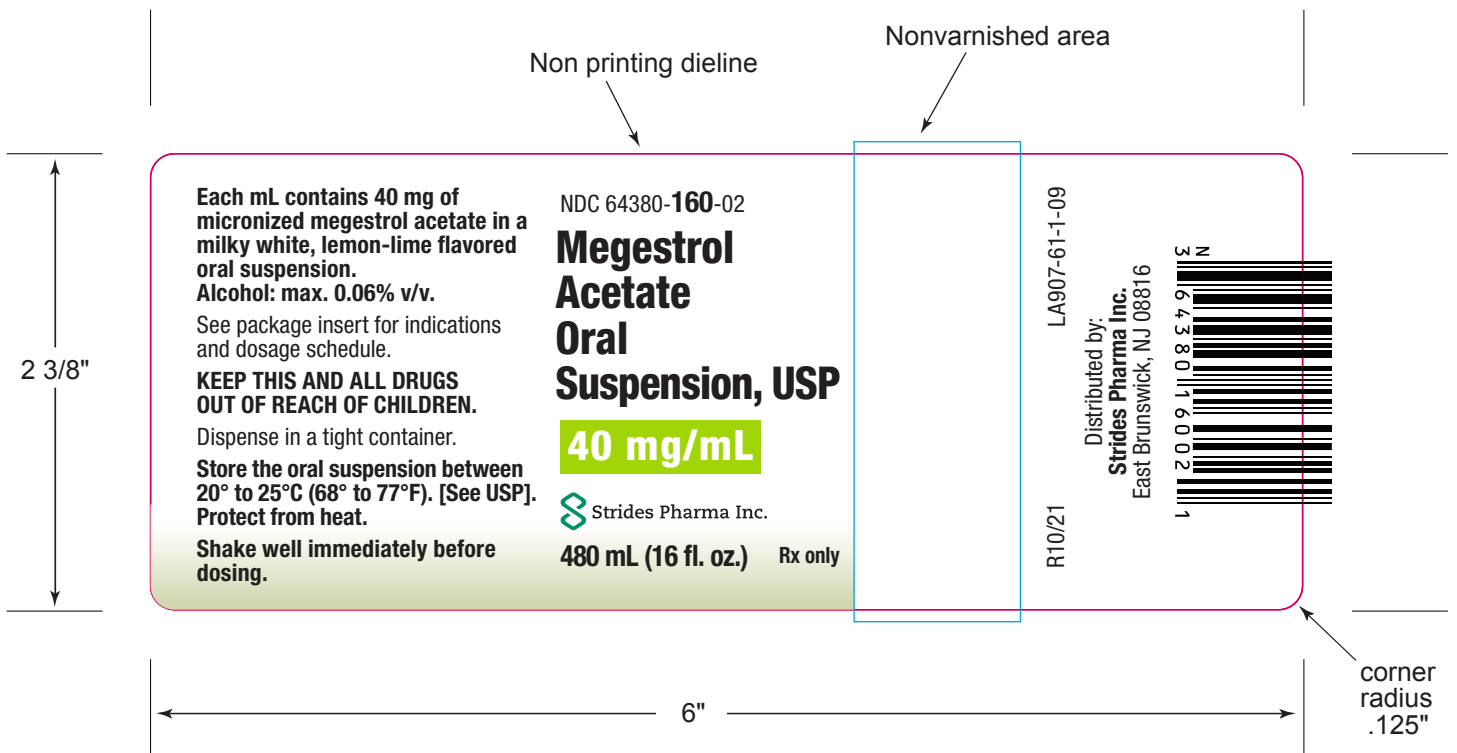 Nonvarnished area
Non printing dieline
2 3/8"
Each mL contains 40 mg of
micronized megestrol acetate in a
milky white, lemon-lime flavored
oral suspension.
Alcohol: max. 0.06% v/v.
See package insert for indications
and dosage schedule.
KEEP THIS AND ALL DRUGS
OUT OF REACH OF CHILDREN.
Dispense in a tight container.
Store the oral suspension between
20° to 25°C (68° to 77°F). [See USP].
Protect from heat.
Shake well immediately before
dosing.
NDC 64380-160-02
Megestrol
Acetate
Oral
Suspension, USP
40 mg/mL
Strides Pharma Inc.
480 mL (16 fl. oz.) Rx only
LA907-61-1-09
R10/21
Distributed by:
Strides Pharma Inc.
East Brunswick, NJ 08816
N
3 64380 16002 1
6"
corner
radius
.125"